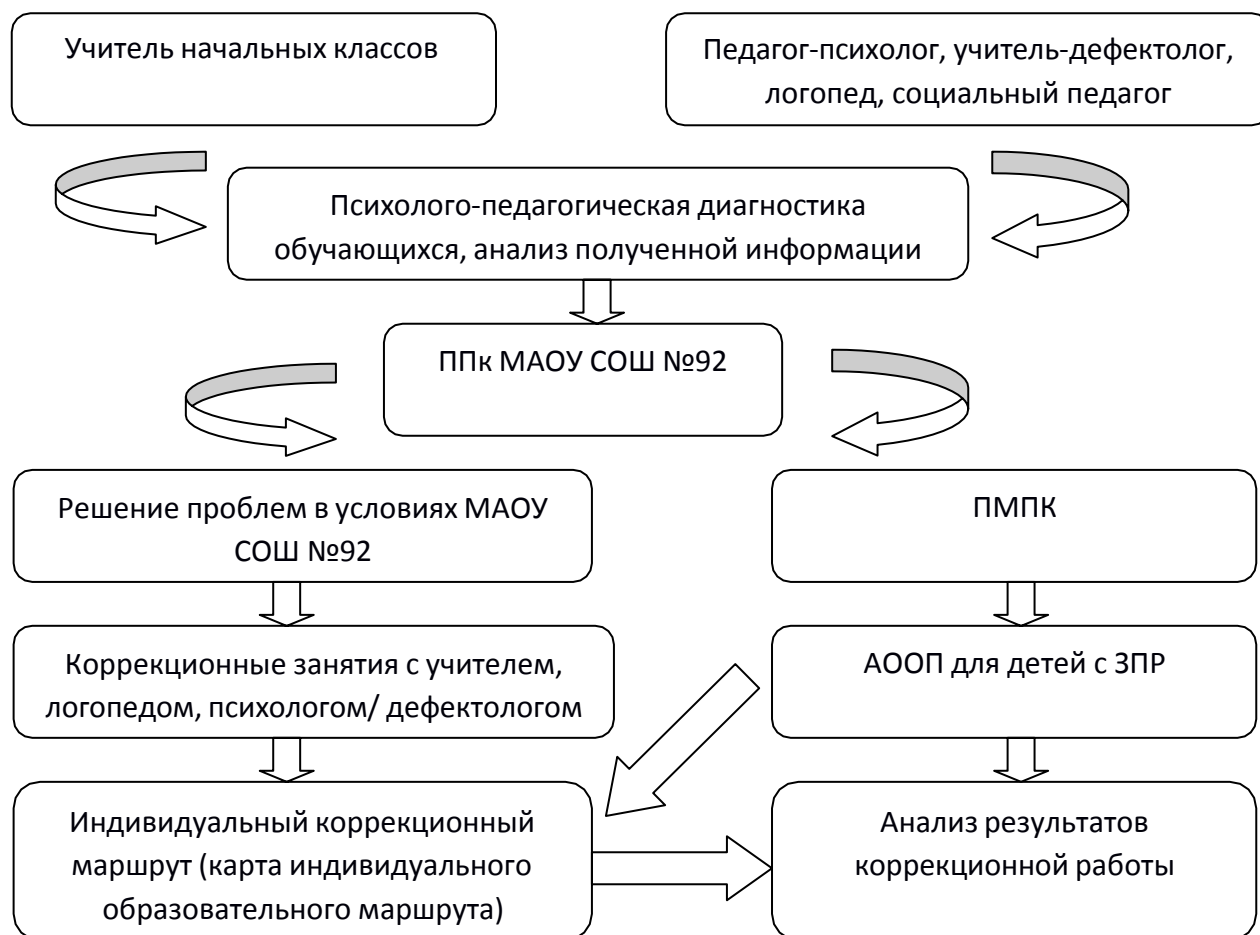 Учитель начальных классов
Педагог-психолог, учитель-дефектолог,
логопед, социальный педагог
Психолого-педагогическая диагностика
обучающихся, анализ полученной информации
ППк МАОУ СОШ №92
Решение проблем в условиях МАОУ
СОШ №92
ПМПК
Коррекционные занятия с учителем,
логопедом, психологом/ дефектологом
АООП для детей с ЗПР
Индивидуальный коррекционный
маршрут (карта индивидуального
образовательного маршрута)
Анализ результатов
коррекционной работы